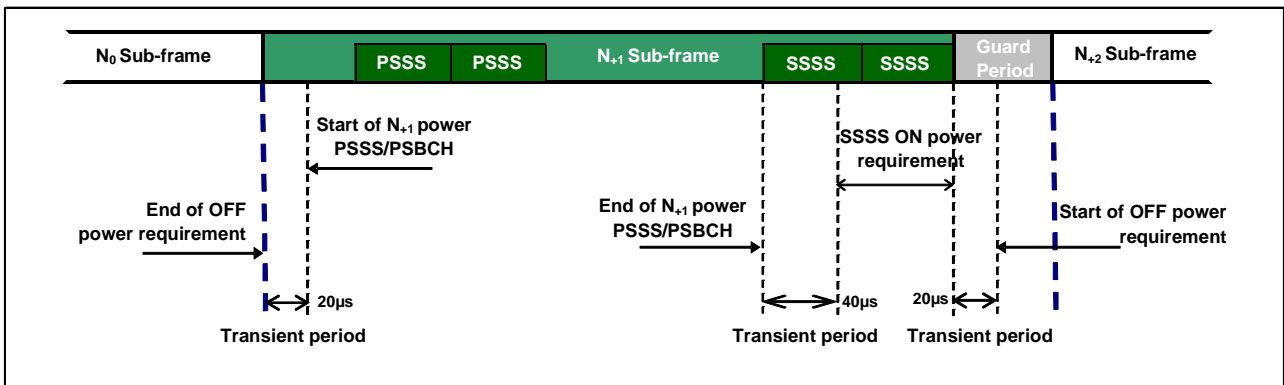 N₀ Sub-frame
PSSS
PSSS
N₊₁ Sub-frame
SSSS
SSSS
Guard
Period
N₊₂ Sub-frame
Start of N₊₁ power
PSSS/PSBCH
SSSS ON power
requirement
End of OFF
power requirement
End of N₊₁ power
PSSS/PSBCH
Start of OFF power
requirement
20µs
40µs
20µs
Transient period
Transient period
Transient period